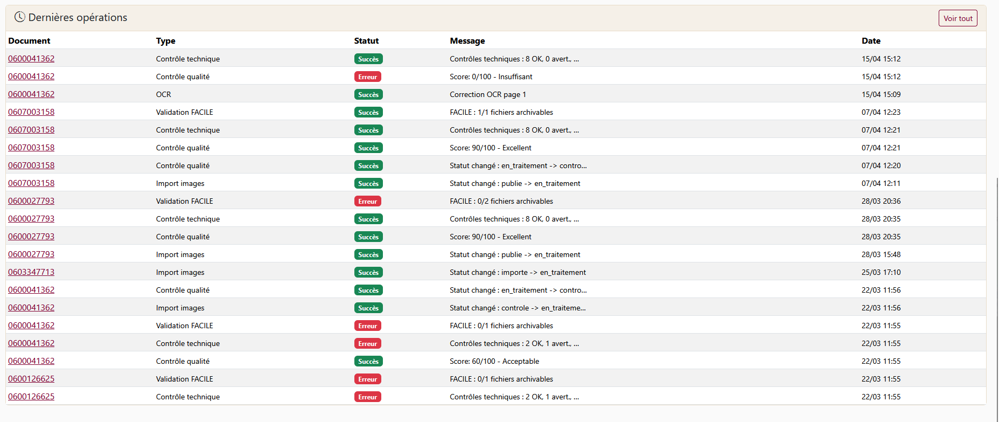 Dernières opérations Voir tout
Document Type Statut Message Date
0600041362 Contrôle technique Succès Contrôles techniques : 8 OK, 0 avert., ... 15/04 15:12
0600041362 Contrôle qualité Erreur Score: 0/100 - Insuffisant 15/04 15:12
0600041362 OCR Succès Correction OCR page 1 15/04 15:09
0607003158 Validation FACILE Succès FACILE : 1/1 fichiers archivables 07/04 12:23
0607003158 Contrôle technique Succès Contrôles techniques : 8 OK, 0 avert., ... 07/04 12:21
0607003158 Contrôle qualité Succès Score: 90/100 - Excellent 07/04 12:21
0607003158 Contrôle qualité Succès Statut changé : en_traitement -> contro... 07/04 12:20
0607003158 Import images Succès Statut changé : publie -> en_traitement 07/04 12:11
0600027793 Validation FACILE Erreur FACILE : 0/2 fichiers archivables 28/03 20:36
0600027793 Contrôle technique Succès Contrôles techniques : 8 OK, 0 avert., ... 28/03 20:35
0600027793 Contrôle qualité Succès Score: 90/100 - Excellent 28/03 20:35
0600027793 Import images Succès Statut changé : publie -> en_traitement 28/03 15:48
0603347713 Import images Succès Statut changé : importe -> en_traitement 25/03 17:10
0600041362 Contrôle qualité Succès Statut changé : en_traitement -> contro... 22/03 11:56
0600041362 Import images Succès Statut changé : controle -> en_traiteme... 22/03 11:56
0600041362 Validation FACILE Erreur FACILE : 0/1 fichiers archivables 22/03 11:55
0600041362 Contrôle technique Erreur Contrôles techniques : 2 OK, 1 avert., ... 22/03 11:55
0600041362 Contrôle qualité Succès Score: 60/100 - Acceptable 22/03 11:55
0600126625 Validation FACILE Erreur FACILE : 0/1 fichiers archivables 22/03 11:55
0600126625 Contrôle technique Erreur Contrôles techniques : 2 OK, 1 avert., ... 22/03 11:55